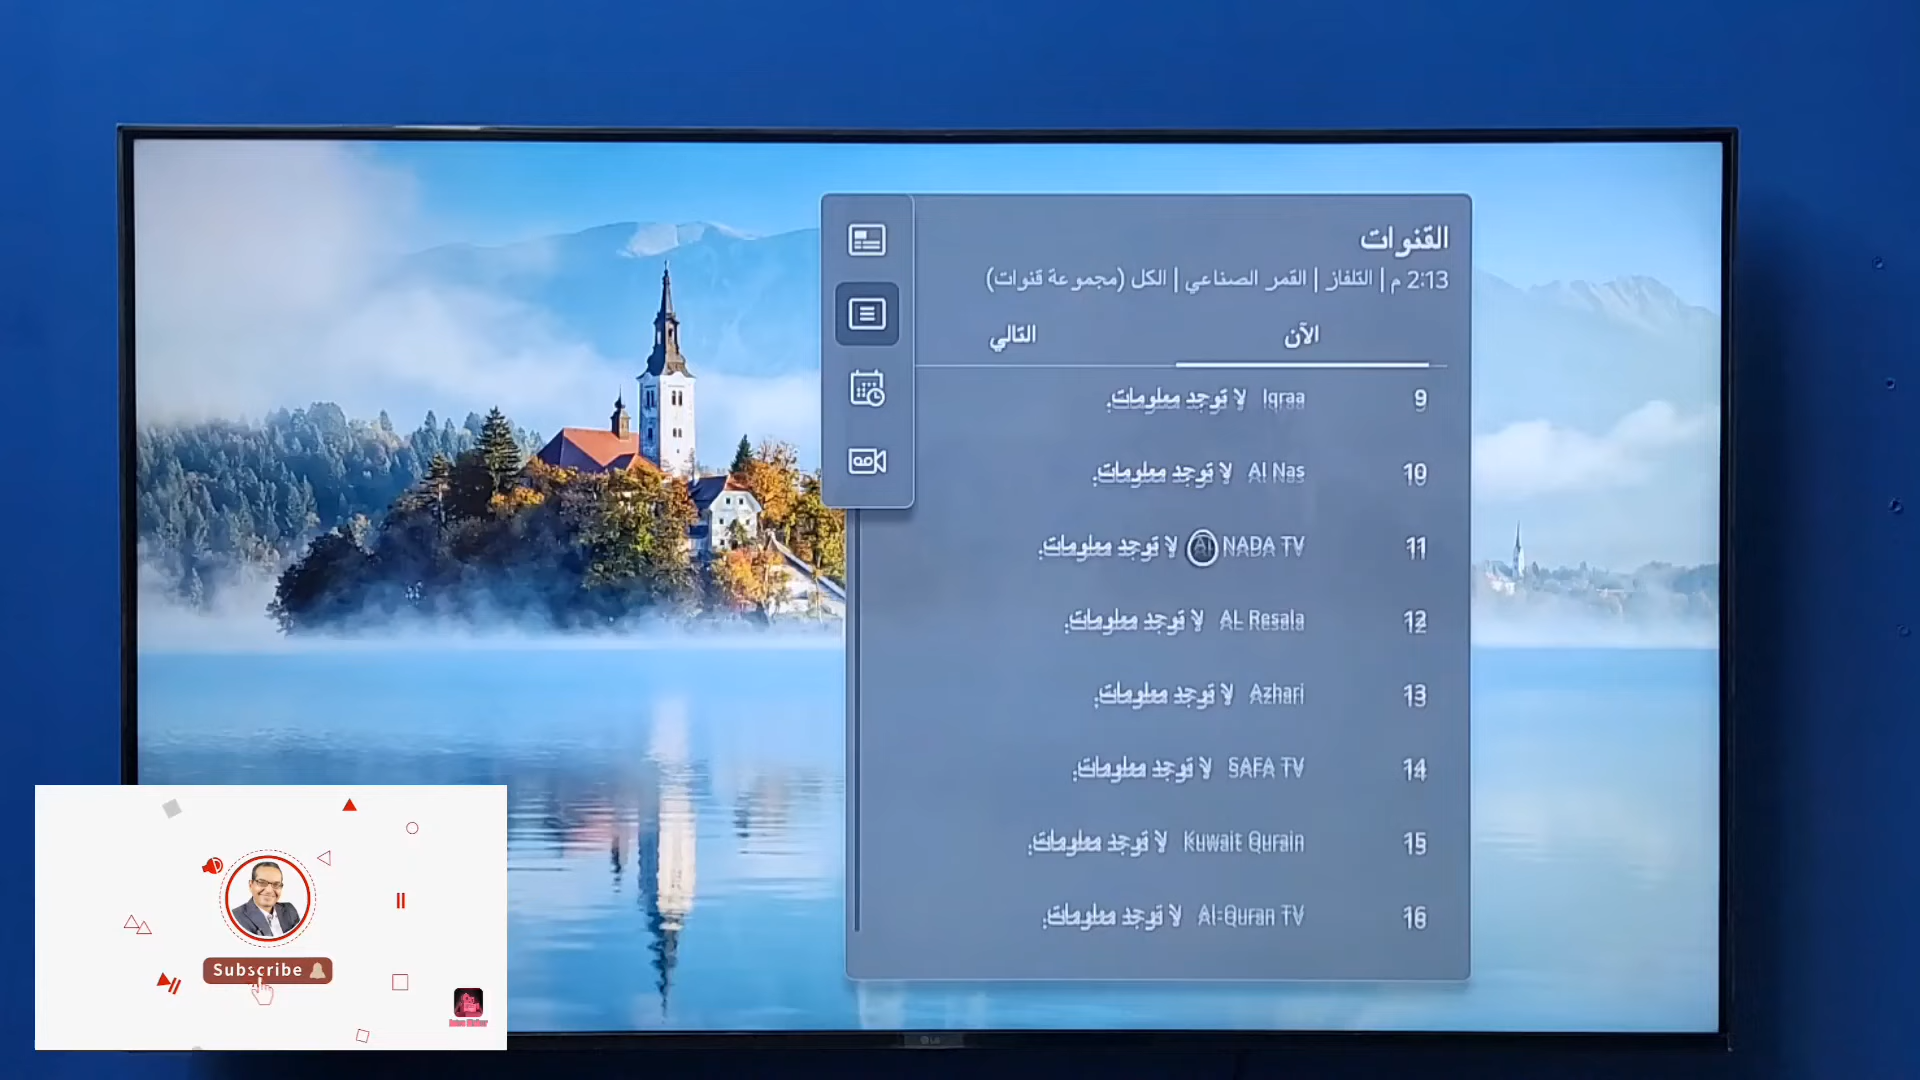 القنوات
2:13 م | التلفاز | القمر الصناعي | الكل (مجموعة قنوات)
الآن
التالي
9 Iqraa لا توجد معلومات.
10 Al Nas لا توجد معلومات.
11 Al NADA TV لا توجد معلومات.
12 AL Resala لا توجد معلومات.
13 Azhari لا توجد معلومات.
14 SAFA TV لا توجد معلومات.
15 Kuwait Qurain لا توجد معلومات.
16 Al-Quran TV لا توجد معلومات.
Subscribe
LG